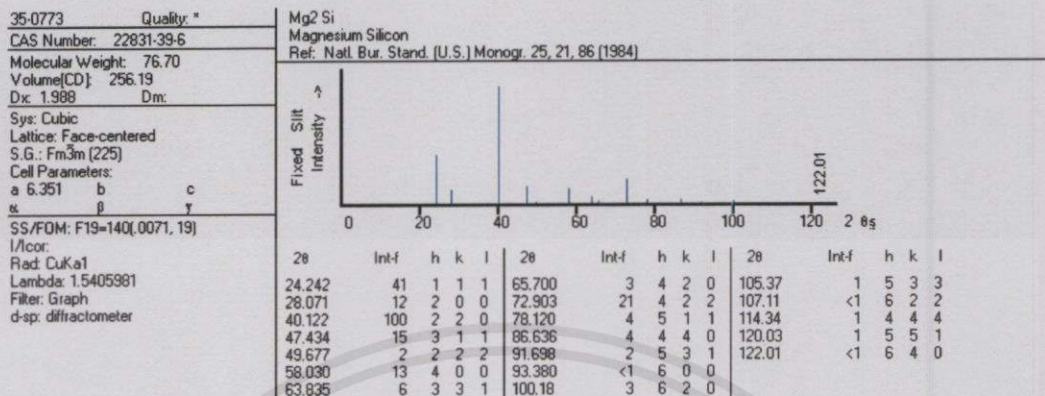 35-0773 Quality: *
CAS Number: 22831-39-6
Molecular Weight: 76.70
Volume[CD]: 256.19
Dx: 1.988 Dm:
Sys: Cubic
Lattice: Face-centered
S.G.: Fm3̅m (225)
Cell Parameters:
a 6.351 b c
α β γ
SS/FOM: F19=140(.0071, 19)
I/Icor:
Rad: CuKa1
Lambda: 1.5405981
Filter: Graph
d-sp: diffractometer
Mg2 Si
Magnesium Silicon
Ref: Natl. Bur. Stand. (U.S.) Monogr. 25, 21, 86 (1984)
Fixed Slit
Intensity ->
122.01
0 20 40 60 80 100 120 2 θ§
2θ Int-f h k l 2θ Int-f h k l 2θ Int-f h k l
24.242 41 1 1 1 65.700 3 4 2 0 105.37 1 5 3 3
28.071 12 2 0 0 72.903 21 4 2 2 107.11 <1 6 2 2
40.122 100 2 2 0 78.120 4 5 1 1 114.34 1 4 4 4
47.434 15 3 1 1 86.636 4 4 4 0 120.03 1 5 5 1
49.677 2 2 2 2 91.698 2 5 3 1 122.01 <1 6 4 0
58.030 13 4 0 0 93.380 <1 6 0 0
63.835 6 3 3 1 100.18 3 6 2 0